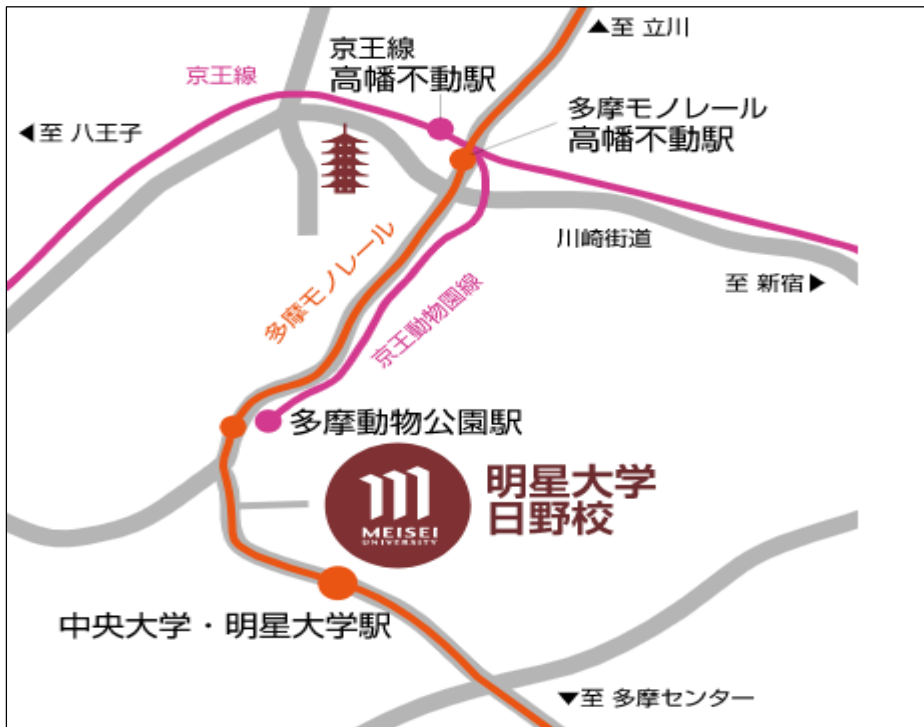 ▲至 立川
京王線
高幡不動駅
京王線
多摩モノレール
高幡不動駅
◀至 八王子
川崎街道
至 新宿▶
多摩モノレール
京王動物園線
多摩動物公園駅
明星大学
日野校
MEISEI
UNIVERSITY
中央大学・明星大学駅
▼至 多摩センター